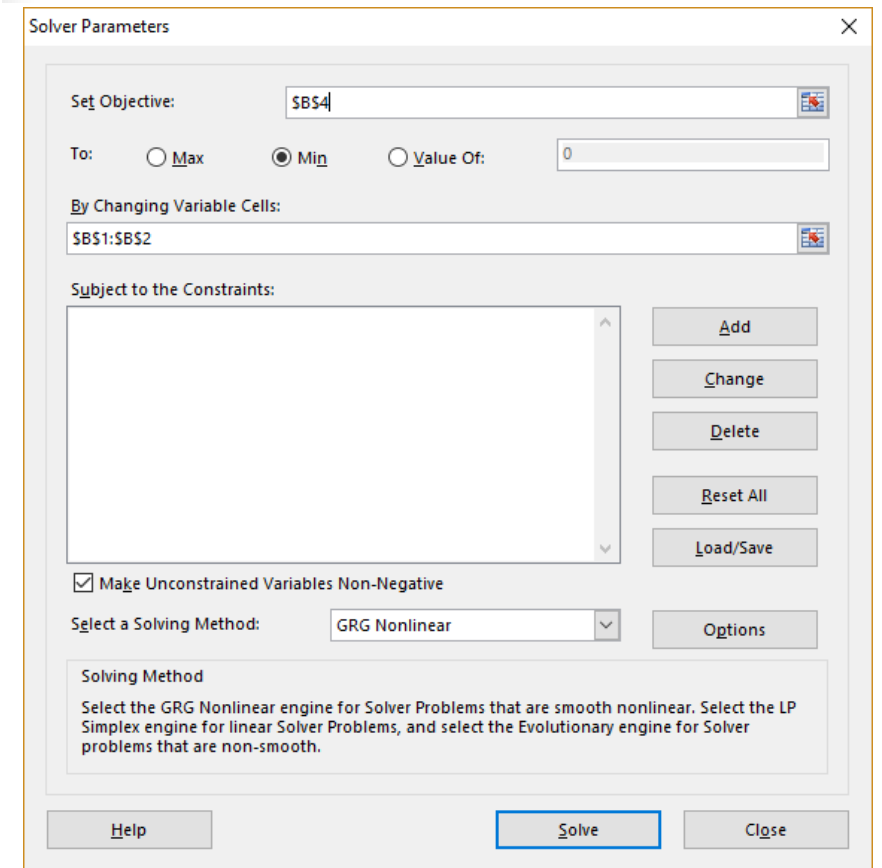 Solver Parameters
Set Objective: $B$4
To: Max Min Value Of: 0
By Changing Variable Cells:
$B$1:$B$2
Subject to the Constraints:
Add
Change
Delete
Reset All
Load/Save
Make Unconstrained Variables Non-Negative
Select a Solving Method: GRG Nonlinear Options
Solving Method
Select the GRG Nonlinear engine for Solver Problems that are smooth nonlinear. Select the LP
Simplex engine for linear Solver Problems, and select the Evolutionary engine for Solver
problems that are non-smooth.
Help Solve Close